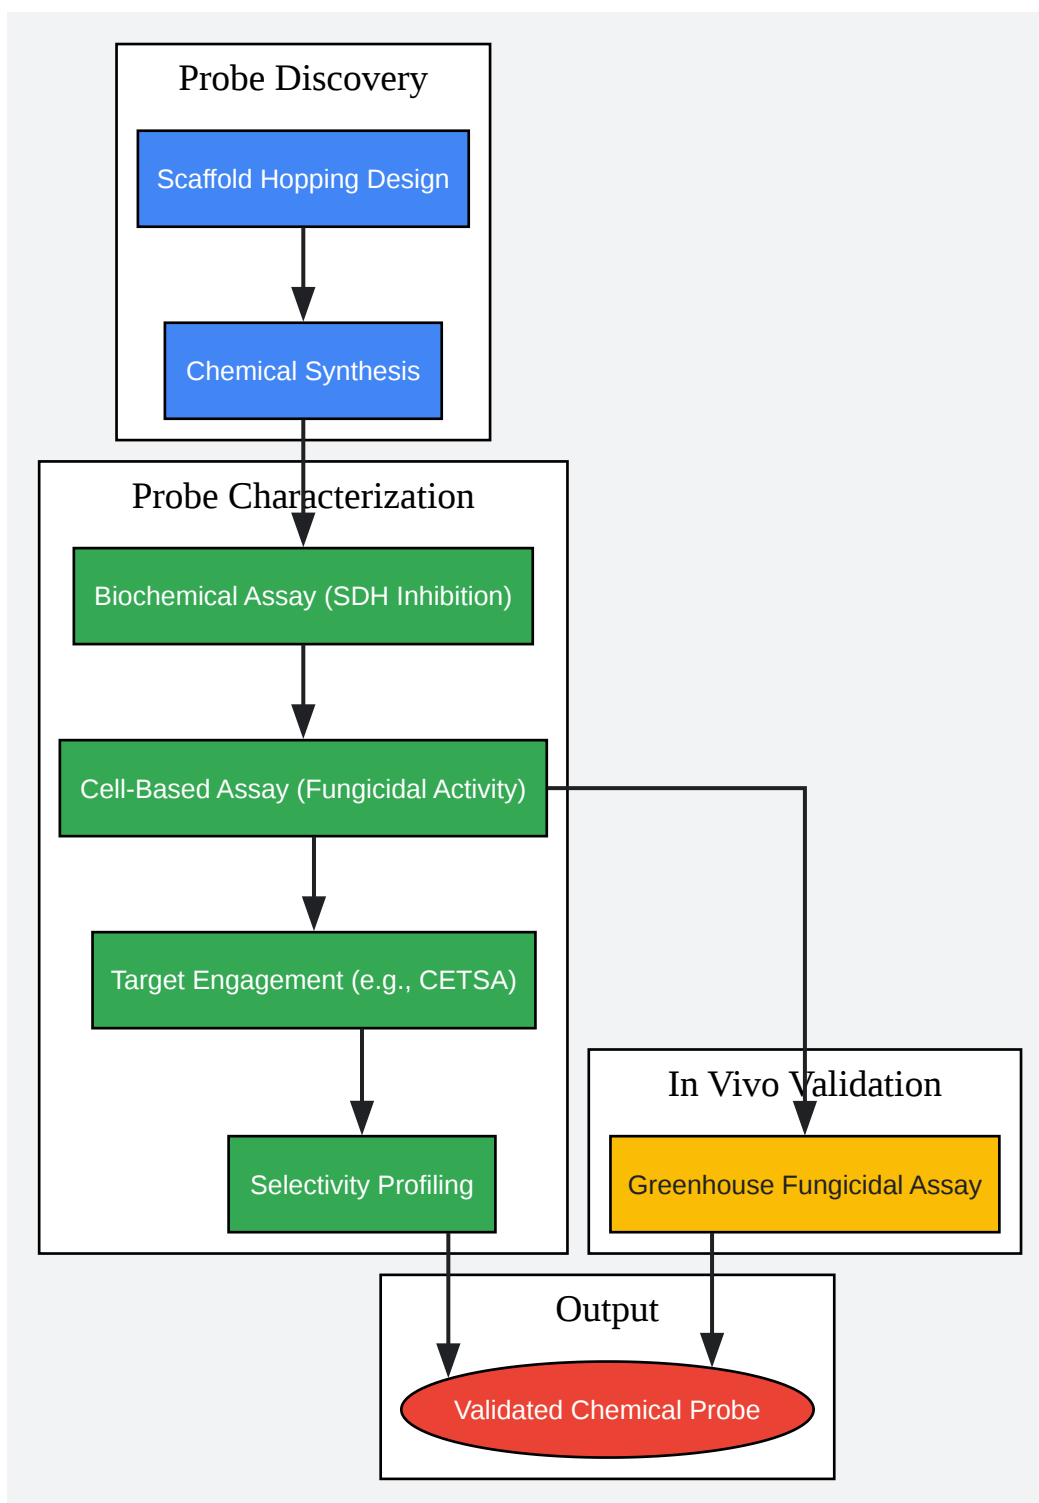 Probe Discovery
Scaffold Hopping Design
Chemical Synthesis
Probe Characterization
Biochemical Assay (SDH Inhibition)
Cell-Based Assay (Fungicidal Activity)
Target Engagement (e.g., CETSA)
Selectivity Profiling
In Vivo Validation
Greenhouse Fungicidal Assay
Output
Validated Chemical Probe